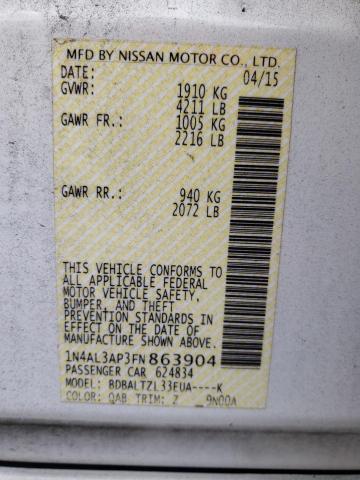 MFD BY NISSAN MOTOR CO., LTD.
DATE: 04/15
GVWR: 1910 KG
4211 LB
GAWR FR.: 1005 KG
2216 LB
GAWR RR.: 940 KG
2072 LB
THIS VEHICLE CONFORMS TO
ALL APPLICABLE FEDERAL
MOTOR VEHICLE SAFETY,
BUMPER, AND THEFT
PREVENTION STANDARDS IN
EFFECT ON THE DATE OF
MANUFACTURE SHOWN ABOVE.
1N4AL3AP3FN863904
PASSENGER CAR 624834
MODEL: BDBALTZL33EUA----K
COLOR: QAB TRIM: Z 9N00A